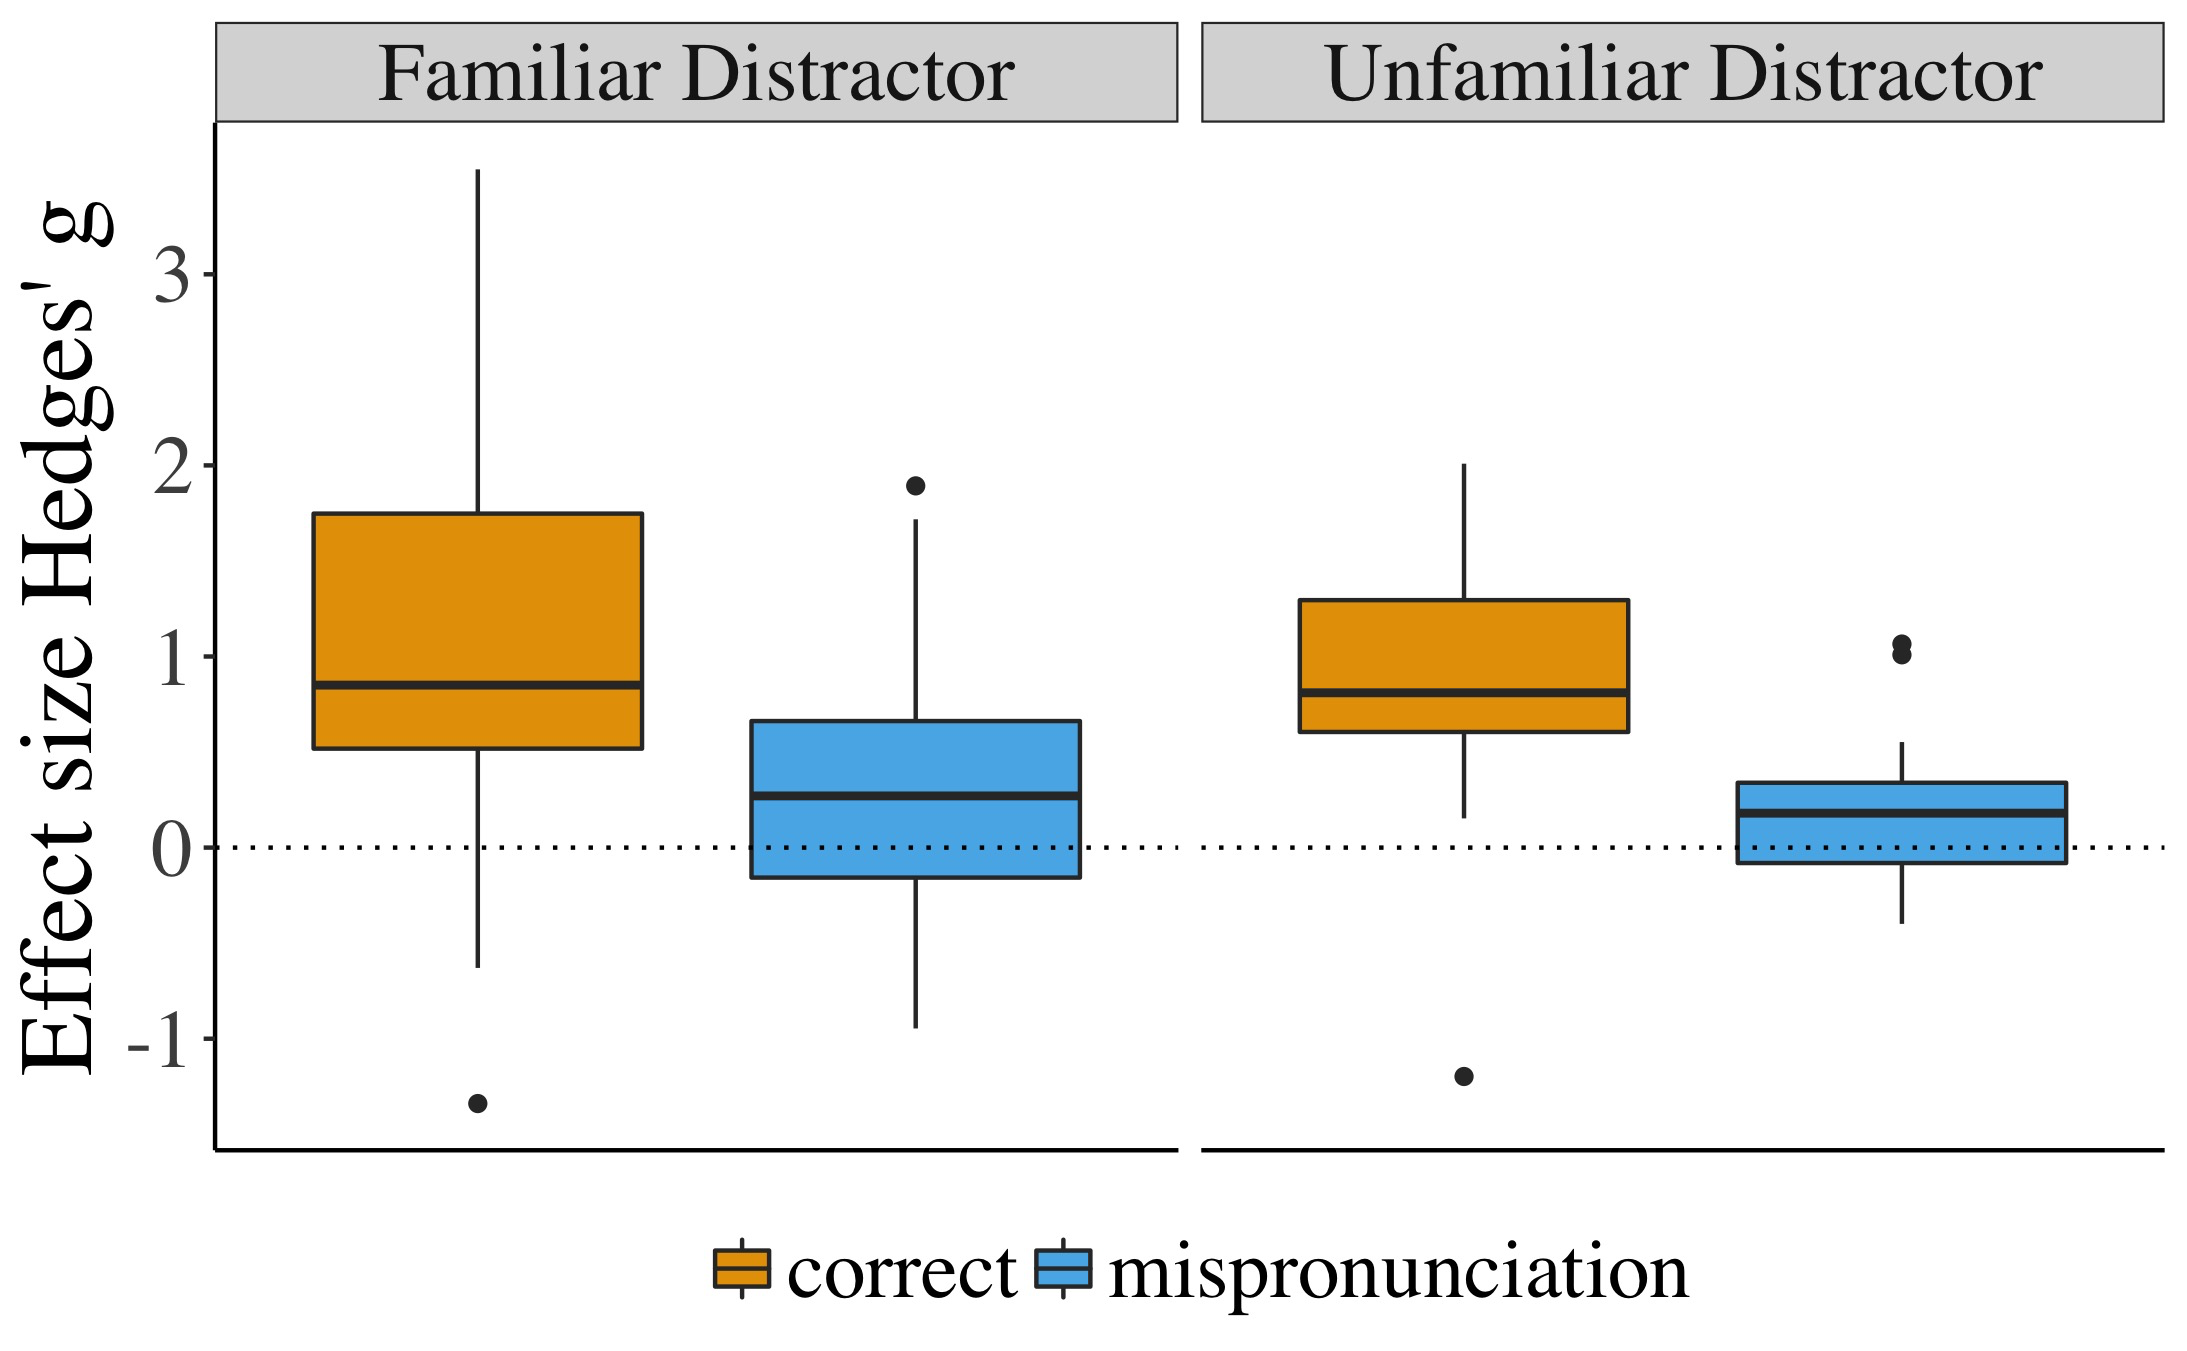 Familiar Distractor
Unfamiliar Distractor
Effect size Hedges' g
3
2
1
0
-1
correct
mispronunciation